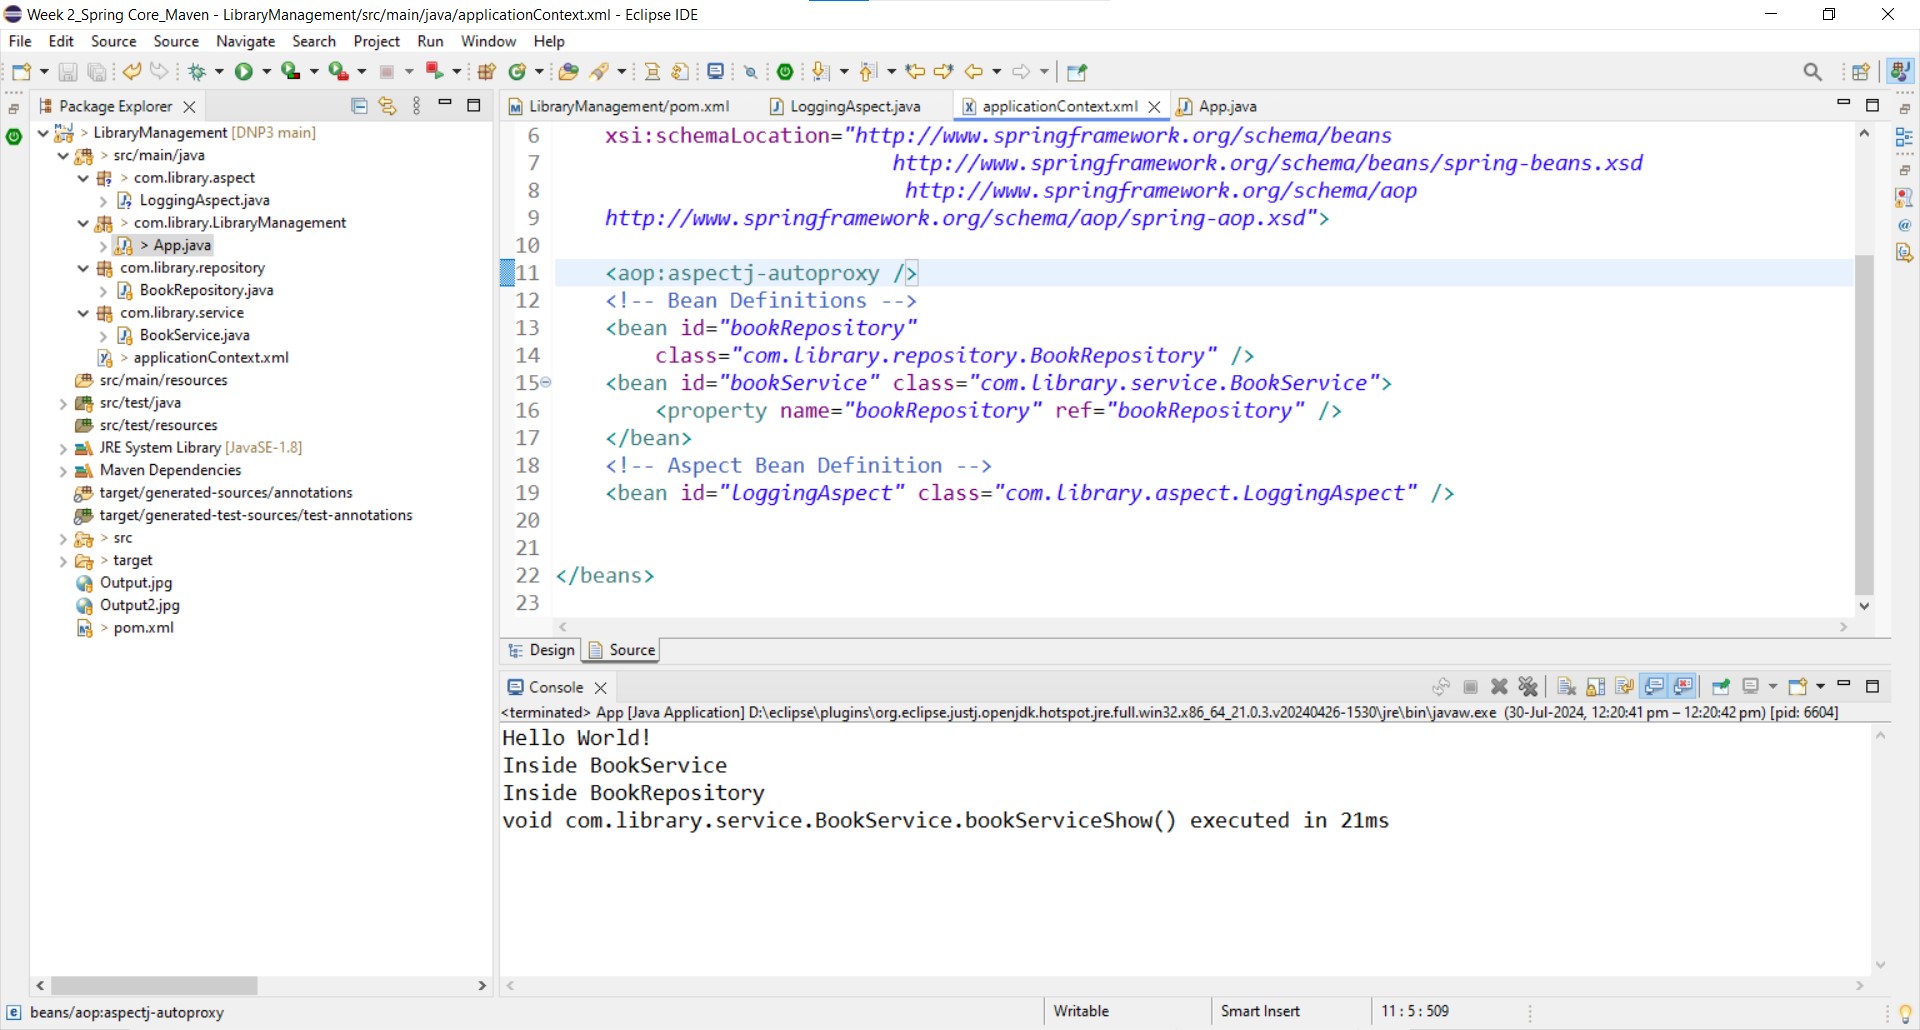 Week 2_Spring Core_Maven - LibraryManagement/src/main/java/applicationContext.xml - Eclipse IDE
File Edit Source Source Navigate Search Project Run Window Help
Package Explorer
LibraryManagement [DNP3 main]
> src/main/java
> com.library.aspect
LoggingAspect.java
> com.library.LibraryManagement
> App.java
com.library.repository
BookRepository.java
com.library.service
BookService.java
> applicationContext.xml
src/main/resources
src/test/java
src/test/resources
JRE System Library [JavaSE-1.8]
Maven Dependencies
target/generated-sources/annotations
target/generated-test-sources/test-annotations
> src
> target
Output.jpg
Output2.jpg
> pom.xml
LibraryManagement/pom.xml LoggingAspect.java applicationContext.xml App.java
6 xsi:schemaLocation="http://www.springframework.org/schema/beans
7 http://www.springframework.org/schema/beans/spring-beans.xsd
8 http://www.springframework.org/schema/aop
9 http://www.springframework.org/schema/aop/spring-aop.xsd">
10
11 <aop:aspectj-autoproxy />
12 <!-- Bean Definitions -->
13 <bean id="bookRepository"
14 class="com.library.repository.BookRepository" />
15 <bean id="bookService" class="com.library.service.BookService">
16 <property name="bookRepository" ref="bookRepository" />
17 </bean>
18 <!-- Aspect Bean Definition -->
19 <bean id="loggingAspect" class="com.library.aspect.LoggingAspect" />
20
21
22 </beans>
23
Design Source
Console
<terminated> App [Java Application] D:\eclipse\plugins\org.eclipse.justj.openjdk.hotspot.jre.full.win32.x86_64_21.0.3.v20240426-1530\jre\bin\javaw.exe (30-Jul-2024, 12:20:41 pm – 12:20:42 pm) [pid: 6604]
Hello World!
Inside BookService
Inside BookRepository
void com.library.service.BookService.bookServiceShow() executed in 21ms
beans/aop:aspectj-autoproxy
Writable
Smart Insert
11 : 5 : 509